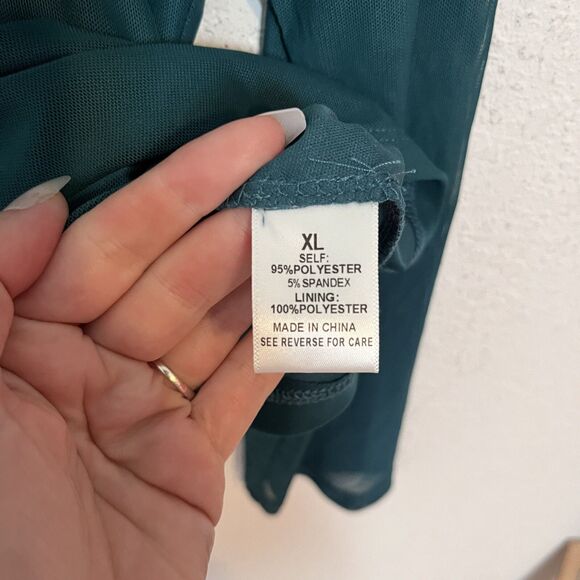 XL
SELF:
95%POLYESTER
5%SPANDEX
LINING:
100%POLYESTER
MADE IN CHINA
SEE REVERSE FOR CARE